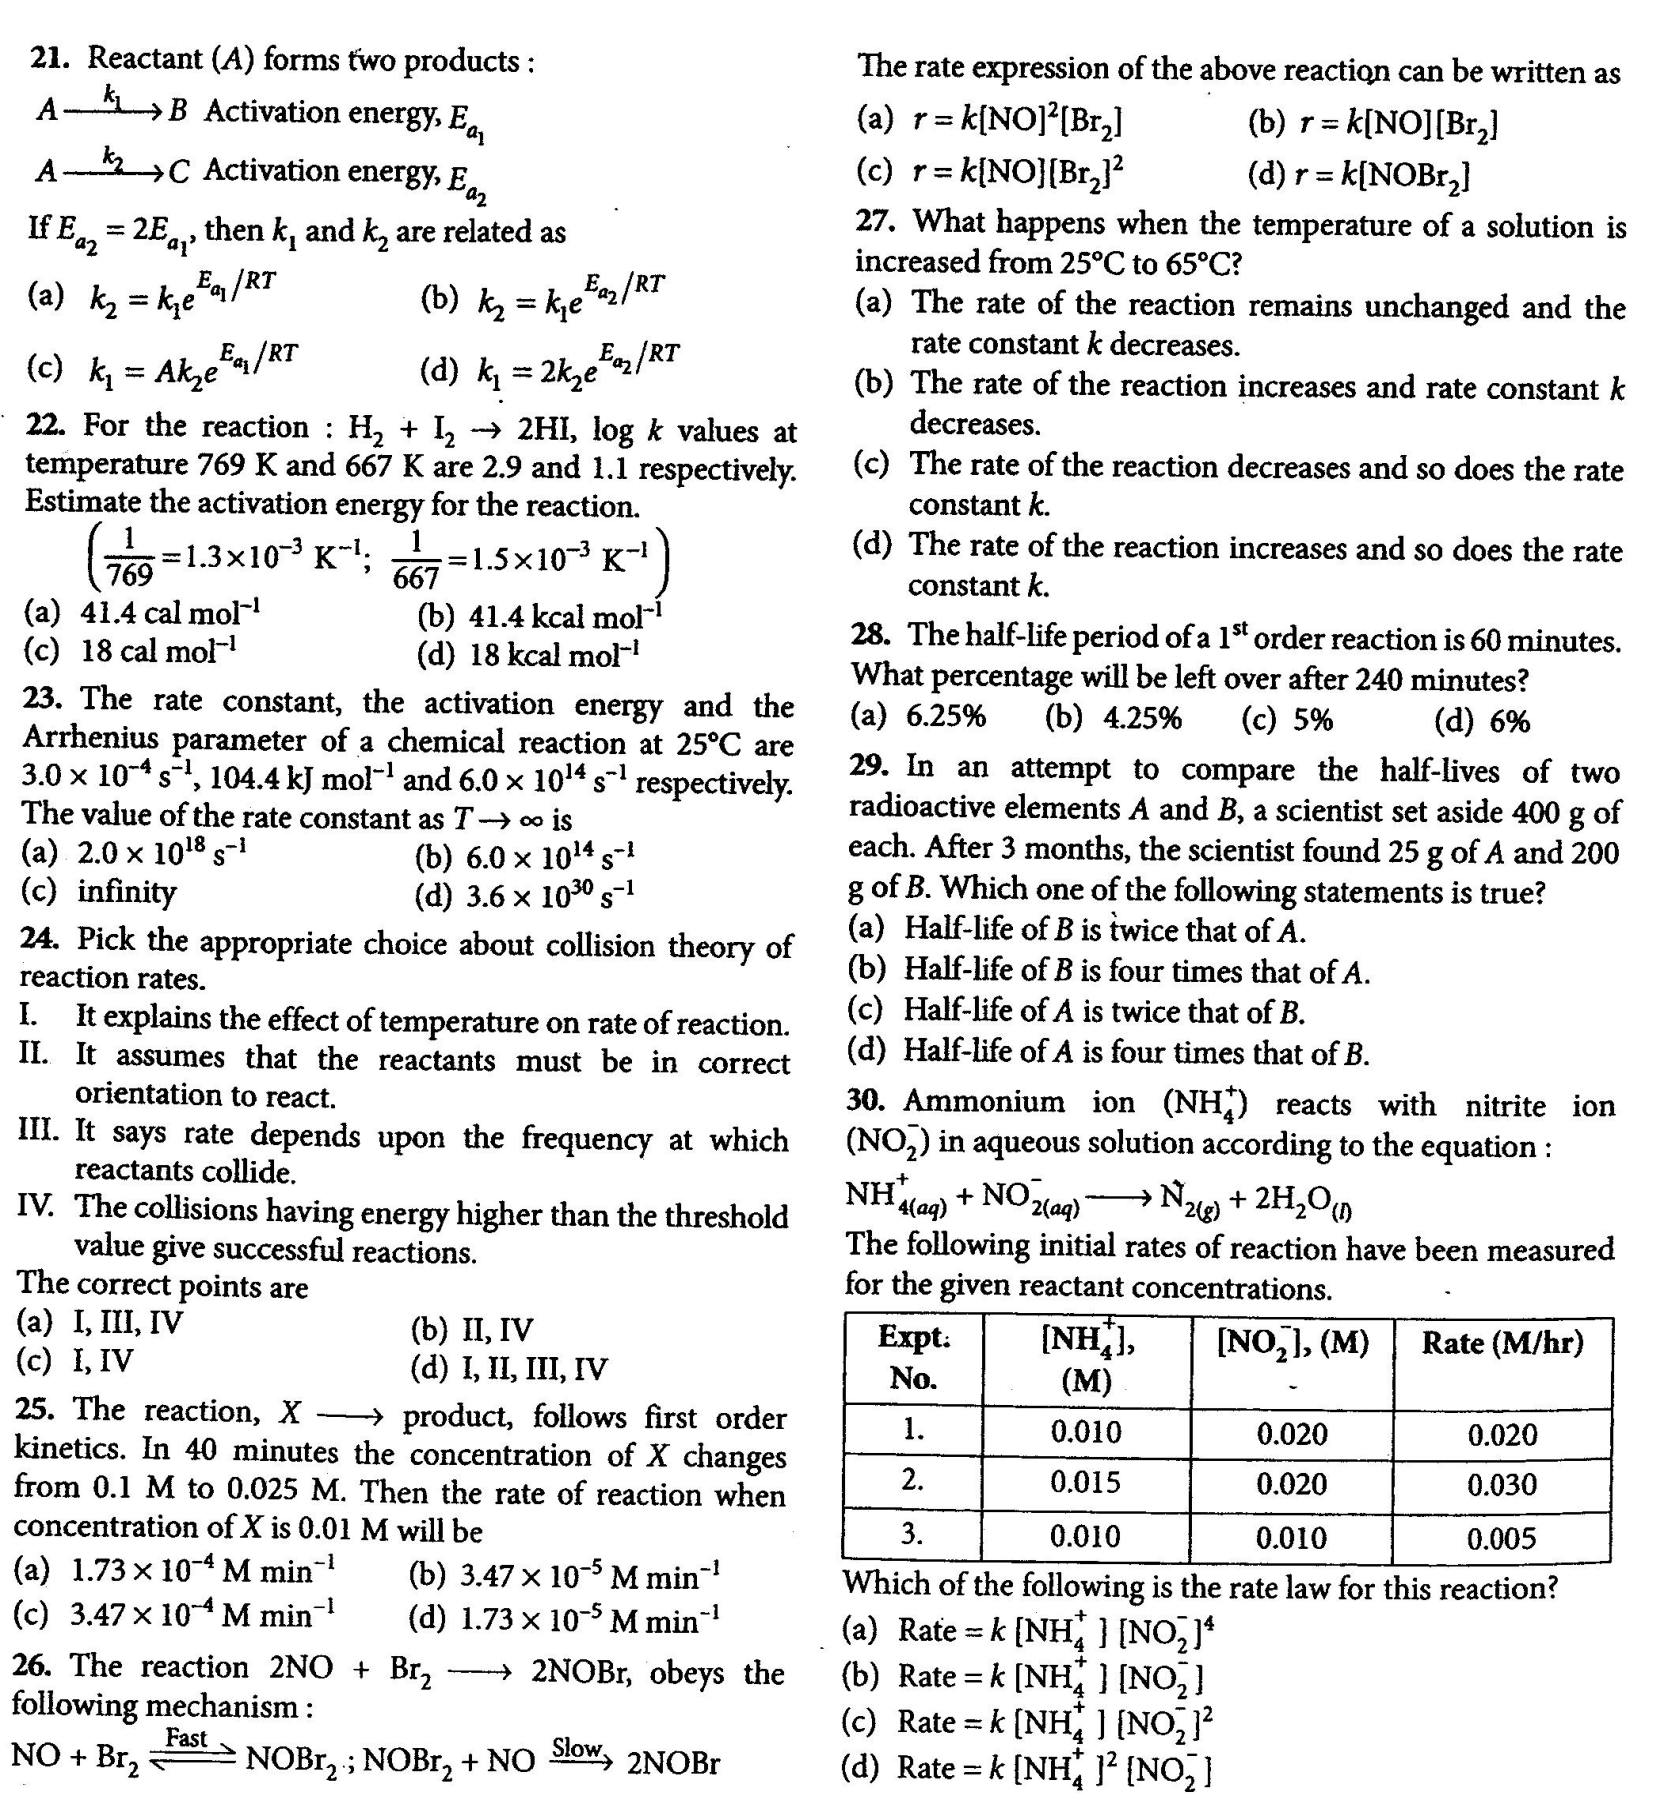 21. Reactant (A) forms two products :
A —k₁→ B Activation energy, Eₐ₁
A —k₂→ C Activation energy, Eₐ₂
If Eₐ₂ = 2Eₐ₁, then k₁ and k₂ are related as
(a) k₂ = k₁e^(Eₐ₁/RT) (b) k₂ = k₁e^(Eₐ₂/RT)
(c) k₁ = Ak₂e^(Eₐ₁/RT) (d) k₁ = 2k₂e^(Eₐ₂/RT)
22. For the reaction : H₂ + I₂ → 2HI, log k values at
temperature 769 K and 667 K are 2.9 and 1.1 respectively.
Estimate the activation energy for the reaction.
(1/769 = 1.3×10⁻³ K⁻¹; 1/667 = 1.5×10⁻³ K⁻¹)
(a) 41.4 cal mol⁻¹ (b) 41.4 kcal mol⁻¹
(c) 18 cal mol⁻¹ (d) 18 kcal mol⁻¹
23. The rate constant, the activation energy and the
Arrhenius parameter of a chemical reaction at 25°C are
3.0 × 10⁻⁴ s⁻¹, 104.4 kJ mol⁻¹ and 6.0 × 10¹⁴ s⁻¹ respectively.
The value of the rate constant as T → ∞ is
(a) 2.0 × 10¹⁸ s⁻¹ (b) 6.0 × 10¹⁴ s⁻¹
(c) infinity (d) 3.6 × 10³⁰ s⁻¹
24. Pick the appropriate choice about collision theory of
reaction rates.
I. It explains the effect of temperature on rate of reaction.
II. It assumes that the reactants must be in correct
orientation to react.
III. It says rate depends upon the frequency at which
reactants collide.
IV. The collisions having energy higher than the threshold
value give successful reactions.
The correct points are
(a) I, III, IV (b) II, IV
(c) I, IV (d) I, II, III, IV
25. The reaction, X ⟶ product, follows first order
kinetics. In 40 minutes the concentration of X changes
from 0.1 M to 0.025 M. Then the rate of reaction when
concentration of X is 0.01 M will be
(a) 1.73 × 10⁻⁴ M min⁻¹ (b) 3.47 × 10⁻⁵ M min⁻¹
(c) 3.47 × 10⁻⁴ M min⁻¹ (d) 1.73 × 10⁻⁵ M min⁻¹
26. The reaction 2NO + Br₂ ⟶ 2NOBr, obeys the
following mechanism :
NO + Br₂ ⇌(Fast) NOBr₂ ; NOBr₂ + NO —Slow→ 2NOBr
The rate expression of the above reaction can be written as
(a) r = k[NO]²[Br₂] (b) r = k[NO][Br₂]
(c) r = k[NO][Br₂]² (d) r = k[NOBr₂]
27. What happens when the temperature of a solution is
increased from 25°C to 65°C?
(a) The rate of the reaction remains unchanged and the
rate constant k decreases.
(b) The rate of the reaction increases and rate constant k
decreases.
(c) The rate of the reaction decreases and so does the rate
constant k.
(d) The rate of the reaction increases and so does the rate
constant k.
28. The half-life period of a 1ˢᵗ order reaction is 60 minutes.
What percentage will be left over after 240 minutes?
(a) 6.25% (b) 4.25% (c) 5% (d) 6%
29. In an attempt to compare the half-lives of two
radioactive elements A and B, a scientist set aside 400 g of
each. After 3 months, the scientist found 25 g of A and 200
g of B. Which one of the following statements is true?
(a) Half-life of B is twice that of A.
(b) Half-life of B is four times that of A.
(c) Half-life of A is twice that of B.
(d) Half-life of A is four times that of B.
30. Ammonium ion (NH₄⁺) reacts with nitrite ion
(NO₂⁻) in aqueous solution according to the equation :
NH₄⁺(aq) + NO₂⁻(aq) ⟶ N₂(g) + 2H₂O(l)
The following initial rates of reaction have been measured
for the given reactant concentrations.
Expt. No. [NH₄⁺], (M) [NO₂⁻], (M) Rate (M/hr)
1. 0.010 0.020 0.020
2. 0.015 0.020 0.030
3. 0.010 0.010 0.005
Which of the following is the rate law for this reaction?
(a) Rate = k [NH₄⁺] [NO₂⁻]⁴
(b) Rate = k [NH₄⁺] [NO₂⁻]
(c) Rate = k [NH₄⁺] [NO₂⁻]²
(d) Rate = k [NH₄⁺]² [NO₂⁻]